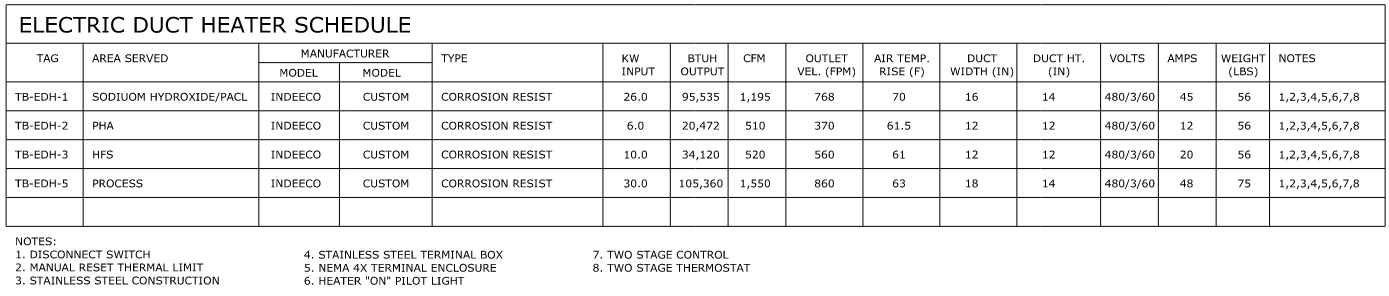 ELECTRIC DUCT HEATER SCHEDULE
TAG AREA SERVED MANUFACTURER TYPE KW INPUT BTUH OUTPUT CFM OUTLET VEL. (FPM) AIR TEMP. RISE (F) DUCT WIDTH (IN) DUCT HT. (IN) VOLTS AMPS WEIGHT (LBS) NOTES
MODEL MODEL
TB-EDH-1 SODIUOM HYDROXIDE/PACL INDEECO CUSTOM CORROSION RESIST 26.0 95,535 1,195 768 70 16 14 480/3/60 45 56 1,2,3,4,5,6,7,8
TB-EDH-2 PHA INDEECO CUSTOM CORROSION RESIST 6.0 20,472 510 370 61.5 12 12 480/3/60 12 56 1,2,3,4,5,6,7,8
TB-EDH-3 HFS INDEECO CUSTOM CORROSION RESIST 10.0 34,120 520 560 61 12 12 480/3/60 20 56 1,2,3,4,5,6,7,8
TB-EDH-5 PROCESS INDEECO CUSTOM CORROSION RESIST 30.0 105,360 1,550 860 63 18 14 480/3/60 48 75 1,2,3,4,5,6,7,8
NOTES:
1. DISCONNECT SWITCH
2. MANUAL RESET THERMAL LIMIT
3. STAINLESS STEEL CONSTRUCTION
4. STAINLESS STEEL TERMINAL BOX
5. NEMA 4X TERMINAL ENCLOSURE
6. HEATER "ON" PILOT LIGHT
7. TWO STAGE CONTROL
8. TWO STAGE THERMOSTAT